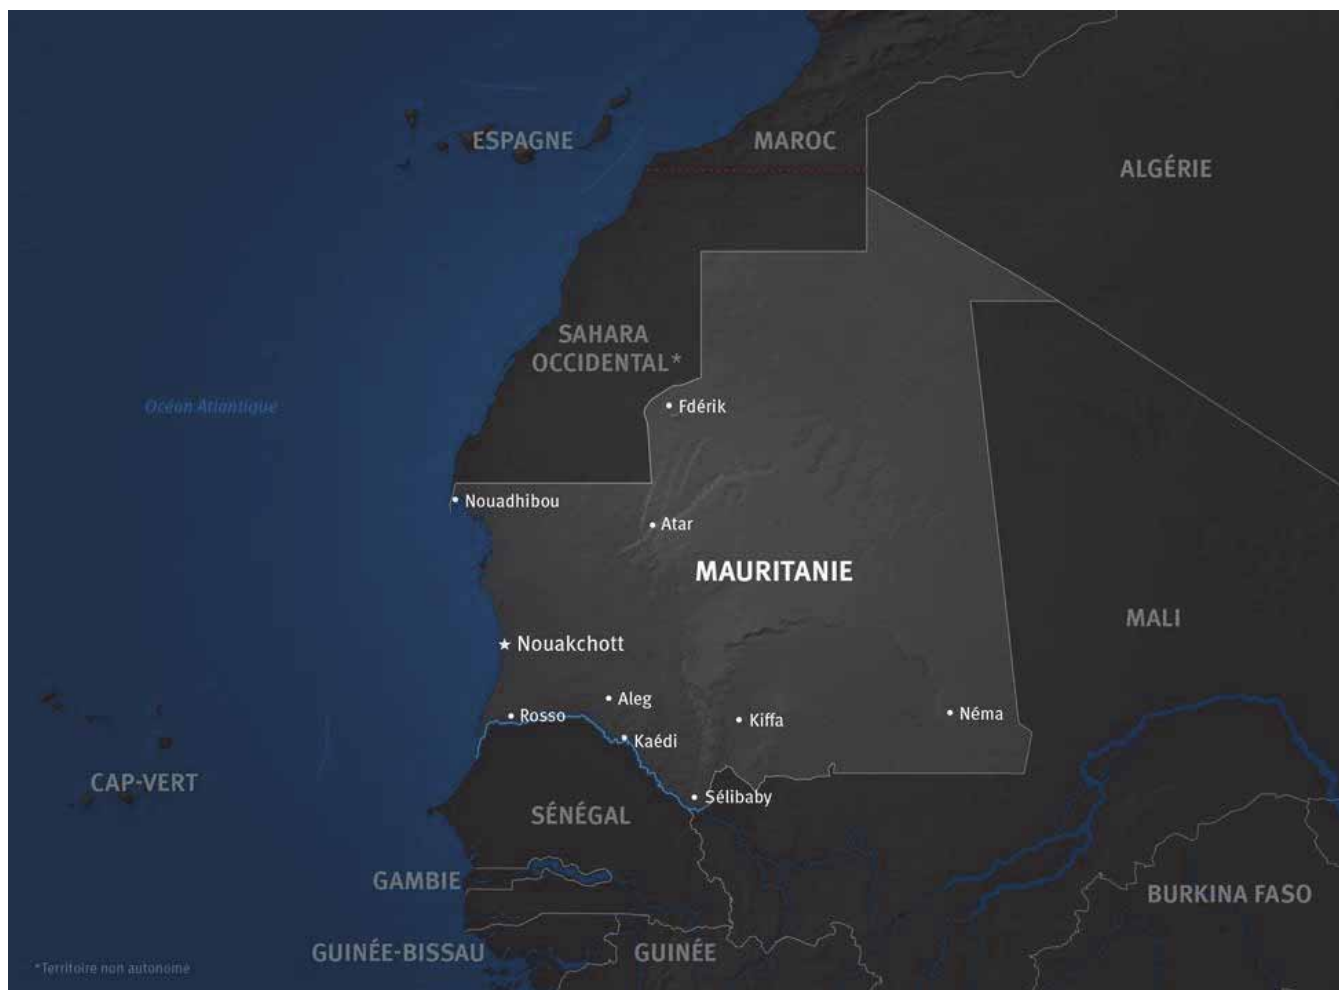 ESPAGNE
MAROC
ALGÉRIE
SAHARA
OCCIDENTAL*
Océan Atlantique
Fdérik
Nouadhibou
Atar
MAURITANIE
MALI
Nouakchott
Aleg
Rosso
Kiffa
Néma
Kaédi
CAP-VERT
Sélibaby
SÉNÉGAL
GAMBIE
BURKINA FASO
GUINÉE-BISSAU
GUINÉE
*Territoire non autonome